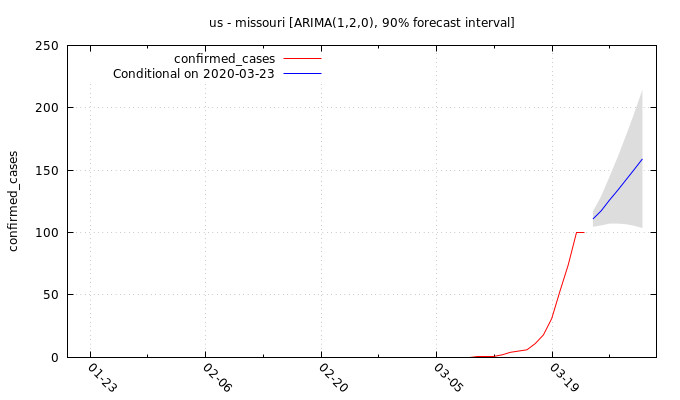 us - missouri [ARIMA(1,2,0), 90% forecast interval]
confirmed_cases
Conditional on 2020-03-23
confirmed_cases
250
200
150
100
50
0
01-23
02-06
02-20
03-05
03-19